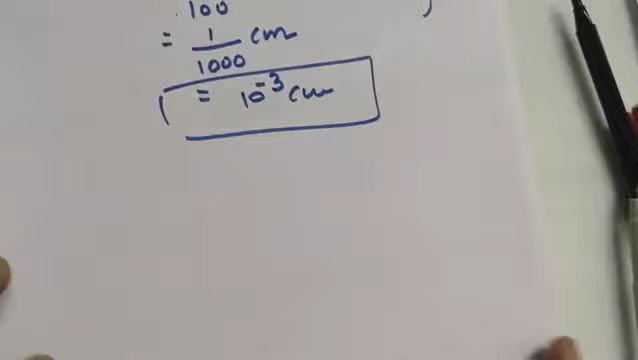 100
= 1/1000 cm
= 10⁻³ cm